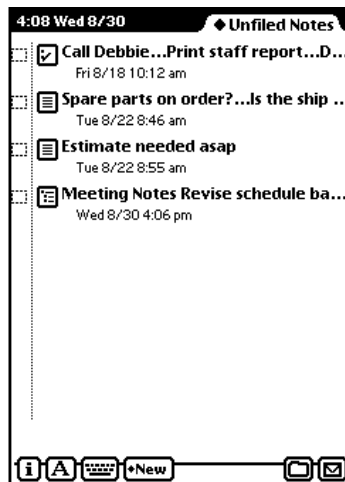 4:08 Wed 8/30 ◆Unfiled Notes
Call Debbie...Print staff report...D...
Fri 8/18 10:12 am
Spare parts on order?...Is the ship ...
Tue 8/22 8:46 am
Estimate needed asap
Tue 8/22 8:55 am
Meeting Notes Revise schedule ba...
Wed 8/30 4:06 pm
i A ◆New